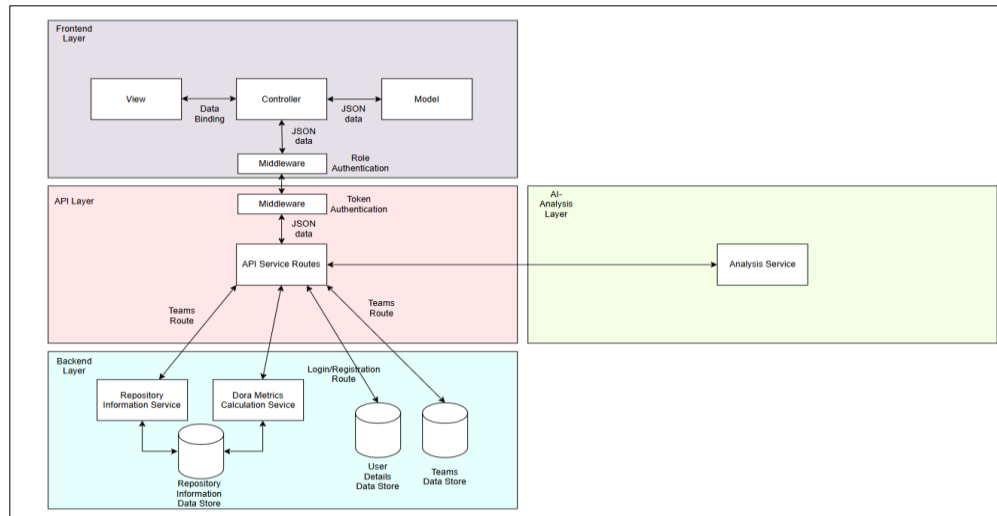 Frontend
Layer
View
Controller
Model
Data
Binding
JSON
data
JSON
data
Middleware
Role
Authentication
API Layer
Middleware
Token
Authentication
JSON
data
API Service Routes
AI-
Analysis
Layer
Analysis Service
Teams
Route
Teams
Route
Backend
Layer
Login/Registration
Route
Repository
Information Service
Dora Metrics
Calculation Sevice
Repository
Information
Data Store
User
Details
Data Store
Teams
Data Store